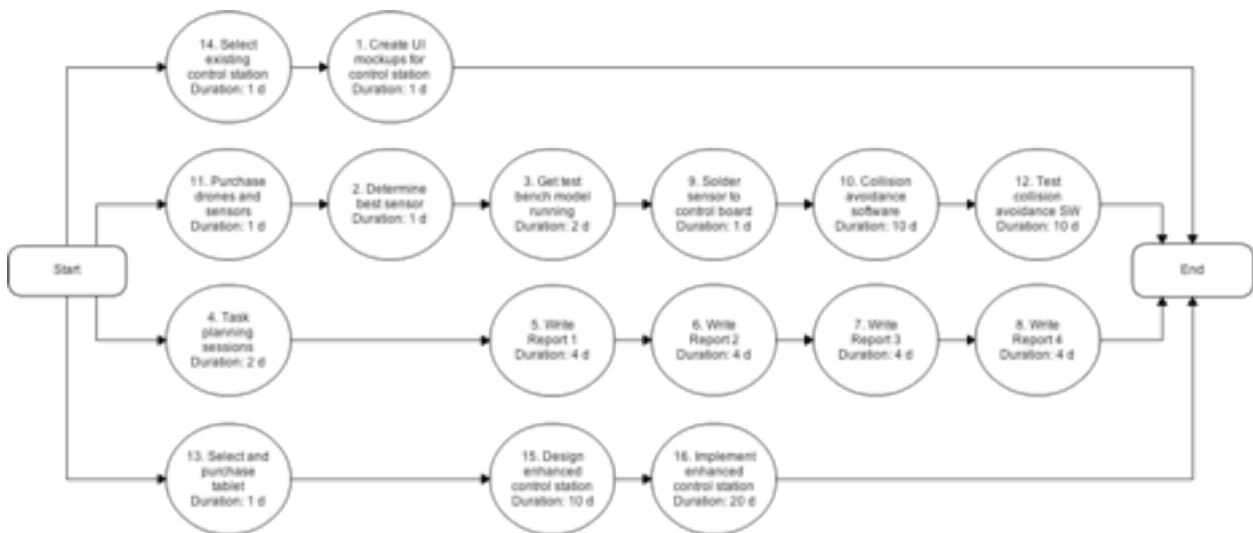 14. Select
existing
control station
Duration: 1 d
1. Create UI
mockups for
control station
Duration: 1 d
11. Purchase
drones and
sensors
Duration: 1 d
2. Determine
best sensor
Duration: 1 d
3. Get test
bench model
running
Duration: 2 d
9. Solder
sensor to
control board
Duration: 1 d
10. Collision
avoidance
software
Duration: 10 d
12. Test
collision
avoidance SW
Duration: 10 d
Start
End
4. Task
planning
sessions
Duration: 2 d
5. Write
Report 1
Duration: 4 d
6. Write
Report 2
Duration: 4 d
7. Write
Report 3
Duration: 4 d
8. Write
Report 4
Duration: 4 d
13. Select and
purchase
tablet
Duration: 1 d
15. Design
enhanced
control station
Duration: 10 d
16. Implement
enhanced
control station
Duration: 20 d